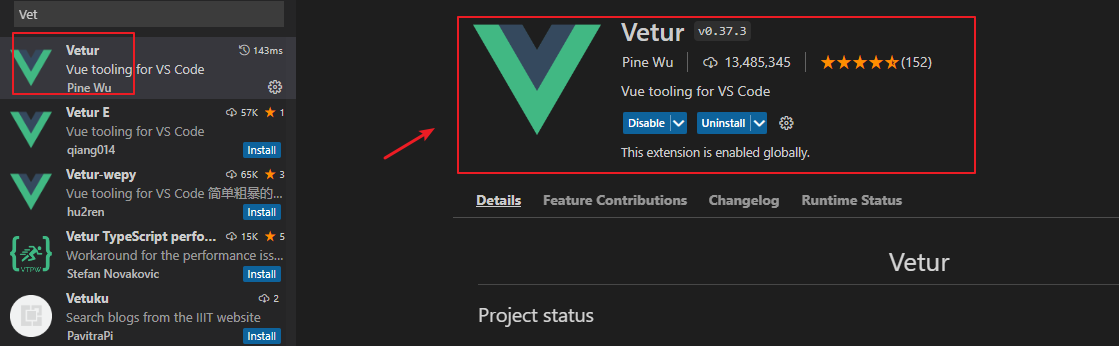 Vet
Vetur 143ms
Vue tooling for VS Code
Pine Wu
Vetur E 57K 1
Vue tooling for VS Code
qiang014 Install
Vetur-wepy 65K 3
Vue tooling for VS Code 简单粗暴的...
hu2ren Install
Vetur TypeScript perfo... 15K 5
Workaround for the performance iss...
VTPW
Stefan Novakovic Install
Vetuku 2
Search blogs from the IIIT website
PavitraPi Install
Vetur v0.37.3
Pine Wu 13,485,345 (152)
Vue tooling for VS Code
Disable Uninstall
This extension is enabled globally.
Details Feature Contributions Changelog Runtime Status
Vetur
Project status